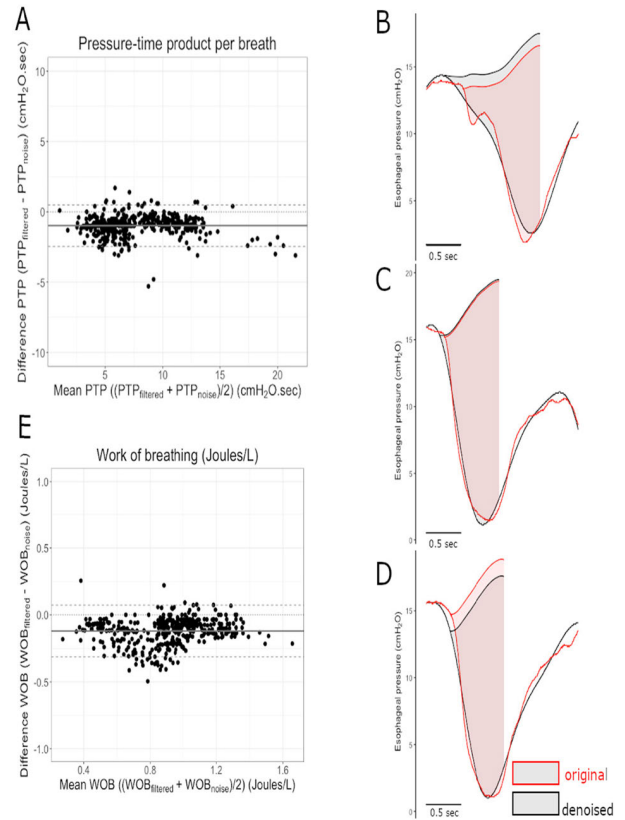 A
Pressure-time product per breath
Difference PTP (PTPfiltered - PTPnoise) (cmH2O.sec)
10
5
0
-5
-10
5
10
15
20
Mean PTP ((PTPfiltered + PTPnoise)/2) (cmH2O.sec)
B
Esophageal pressure (cmH2O)
15
10
5
0.5 sec
C
Esophageal pressure (cmH2O)
20
15
10
5
0
0.5 sec
E
Work of breathing (Joules/L)
Difference WOB (WOBfiltered - WOBnoise) (Joules/L)
1.0
0.5
0.0
-0.5
-1.0
0.4
0.8
1.2
1.6
Mean WOB ((WOBfiltered + WOBnoise)/2) (Joules/L)
D
Esophageal pressure (cmH2O)
15
10
5
0
0.5 sec
original
denoised